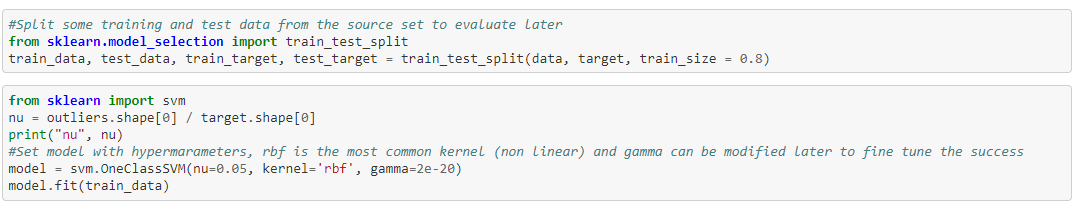 #Split some training and test data from the source set to evaluate later
from sklearn.model_selection import train_test_split
train_data, test_data, train_target, test_target = train_test_split(data, target, train_size = 0.8)
from sklearn import svm
nu = outliers.shape[0] / target.shape[0]
print("nu", nu)
#Set model with hypermarameters, rbf is the most common kernel (non linear) and gamma can be modified later to fine tune the success
model = svm.OneClassSVM(nu=0.05, kernel='rbf', gamma=2e-20)
model.fit(train_data)